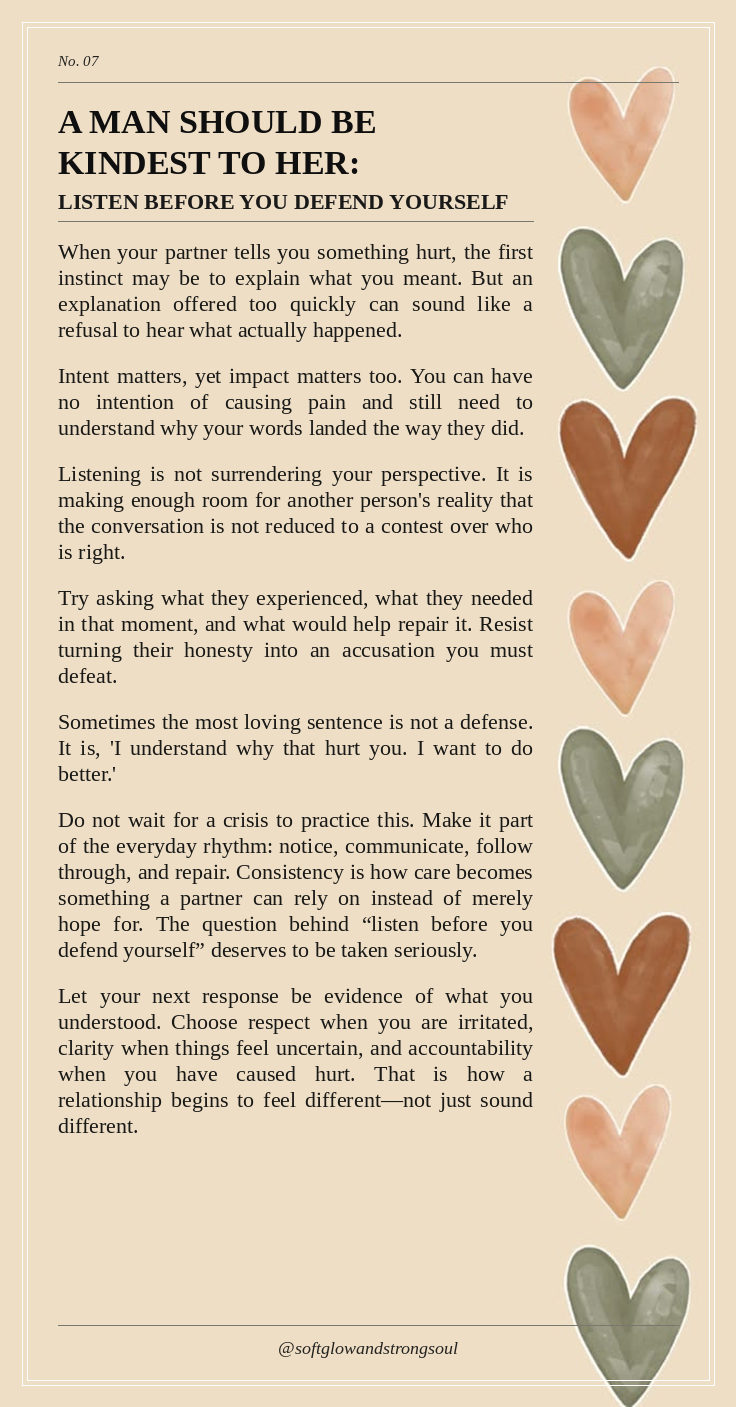 No. 07
A MAN SHOULD BE
KINDEST TO HER:
LISTEN BEFORE YOU DEFEND YOURSELF
When your partner tells you something hurt, the first
instinct may be to explain what you meant. But an
explanation offered too quickly can sound like a
refusal to hear what actually happened.
Intent matters, yet impact matters too. You can have
no intention of causing pain and still need to
understand why your words landed the way they did.
Listening is not surrendering your perspective. It is
making enough room for another person's reality that
the conversation is not reduced to a contest over who
is right.
Try asking what they experienced, what they needed
in that moment, and what would help repair it. Resist
turning their honesty into an accusation you must
defeat.
Sometimes the most loving sentence is not a defense.
It is, 'I understand why that hurt you. I want to do
better.'
Do not wait for a crisis to practice this. Make it part
of the everyday rhythm: notice, communicate, follow
through, and repair. Consistency is how care becomes
something a partner can rely on instead of merely
hope for. The question behind “listen before you
defend yourself” deserves to be taken seriously.
Let your next response be evidence of what you
understood. Choose respect when you are irritated,
clarity when things feel uncertain, and accountability
when you have caused hurt. That is how a
relationship begins to feel different—not just sound
different.
@softglowandstrongsoul